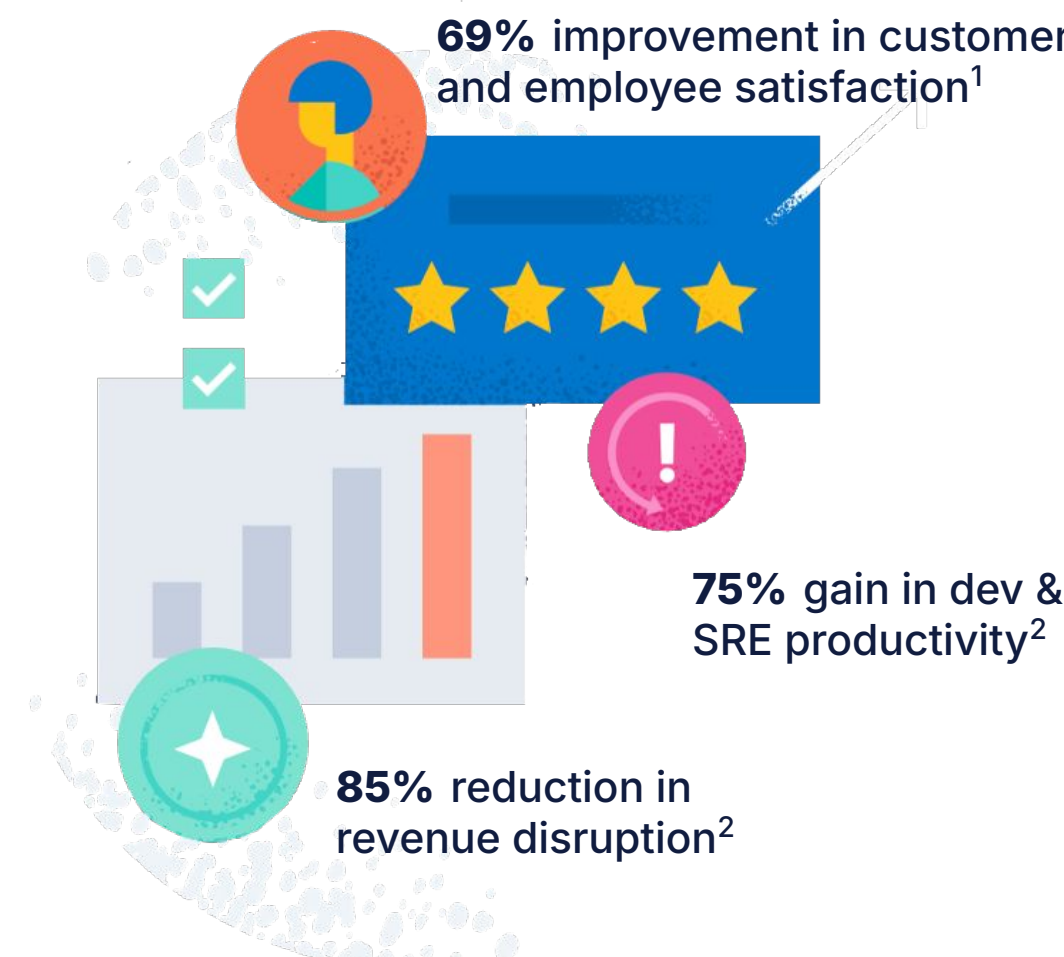 69% improvement in customer
and employee satisfaction¹
75% gain in dev &
SRE productivity²
85% reduction in
revenue disruption²